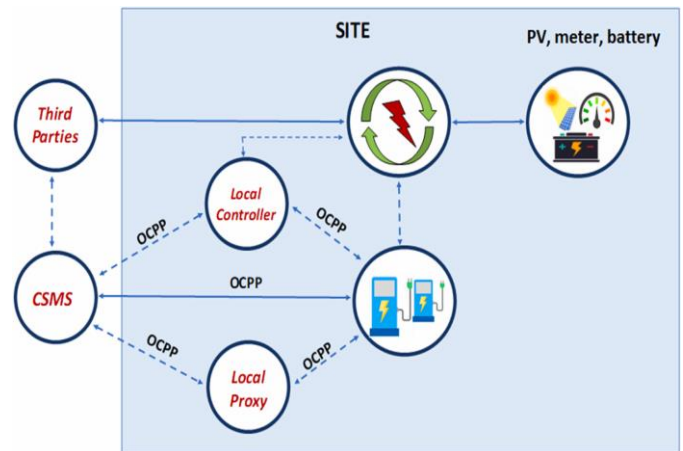 SITE
PV, meter, battery
Third
Parties
Local
Controller
OCPP
OCPP
CSMS
OCPP
OCPP
OCPP
Local
Proxy